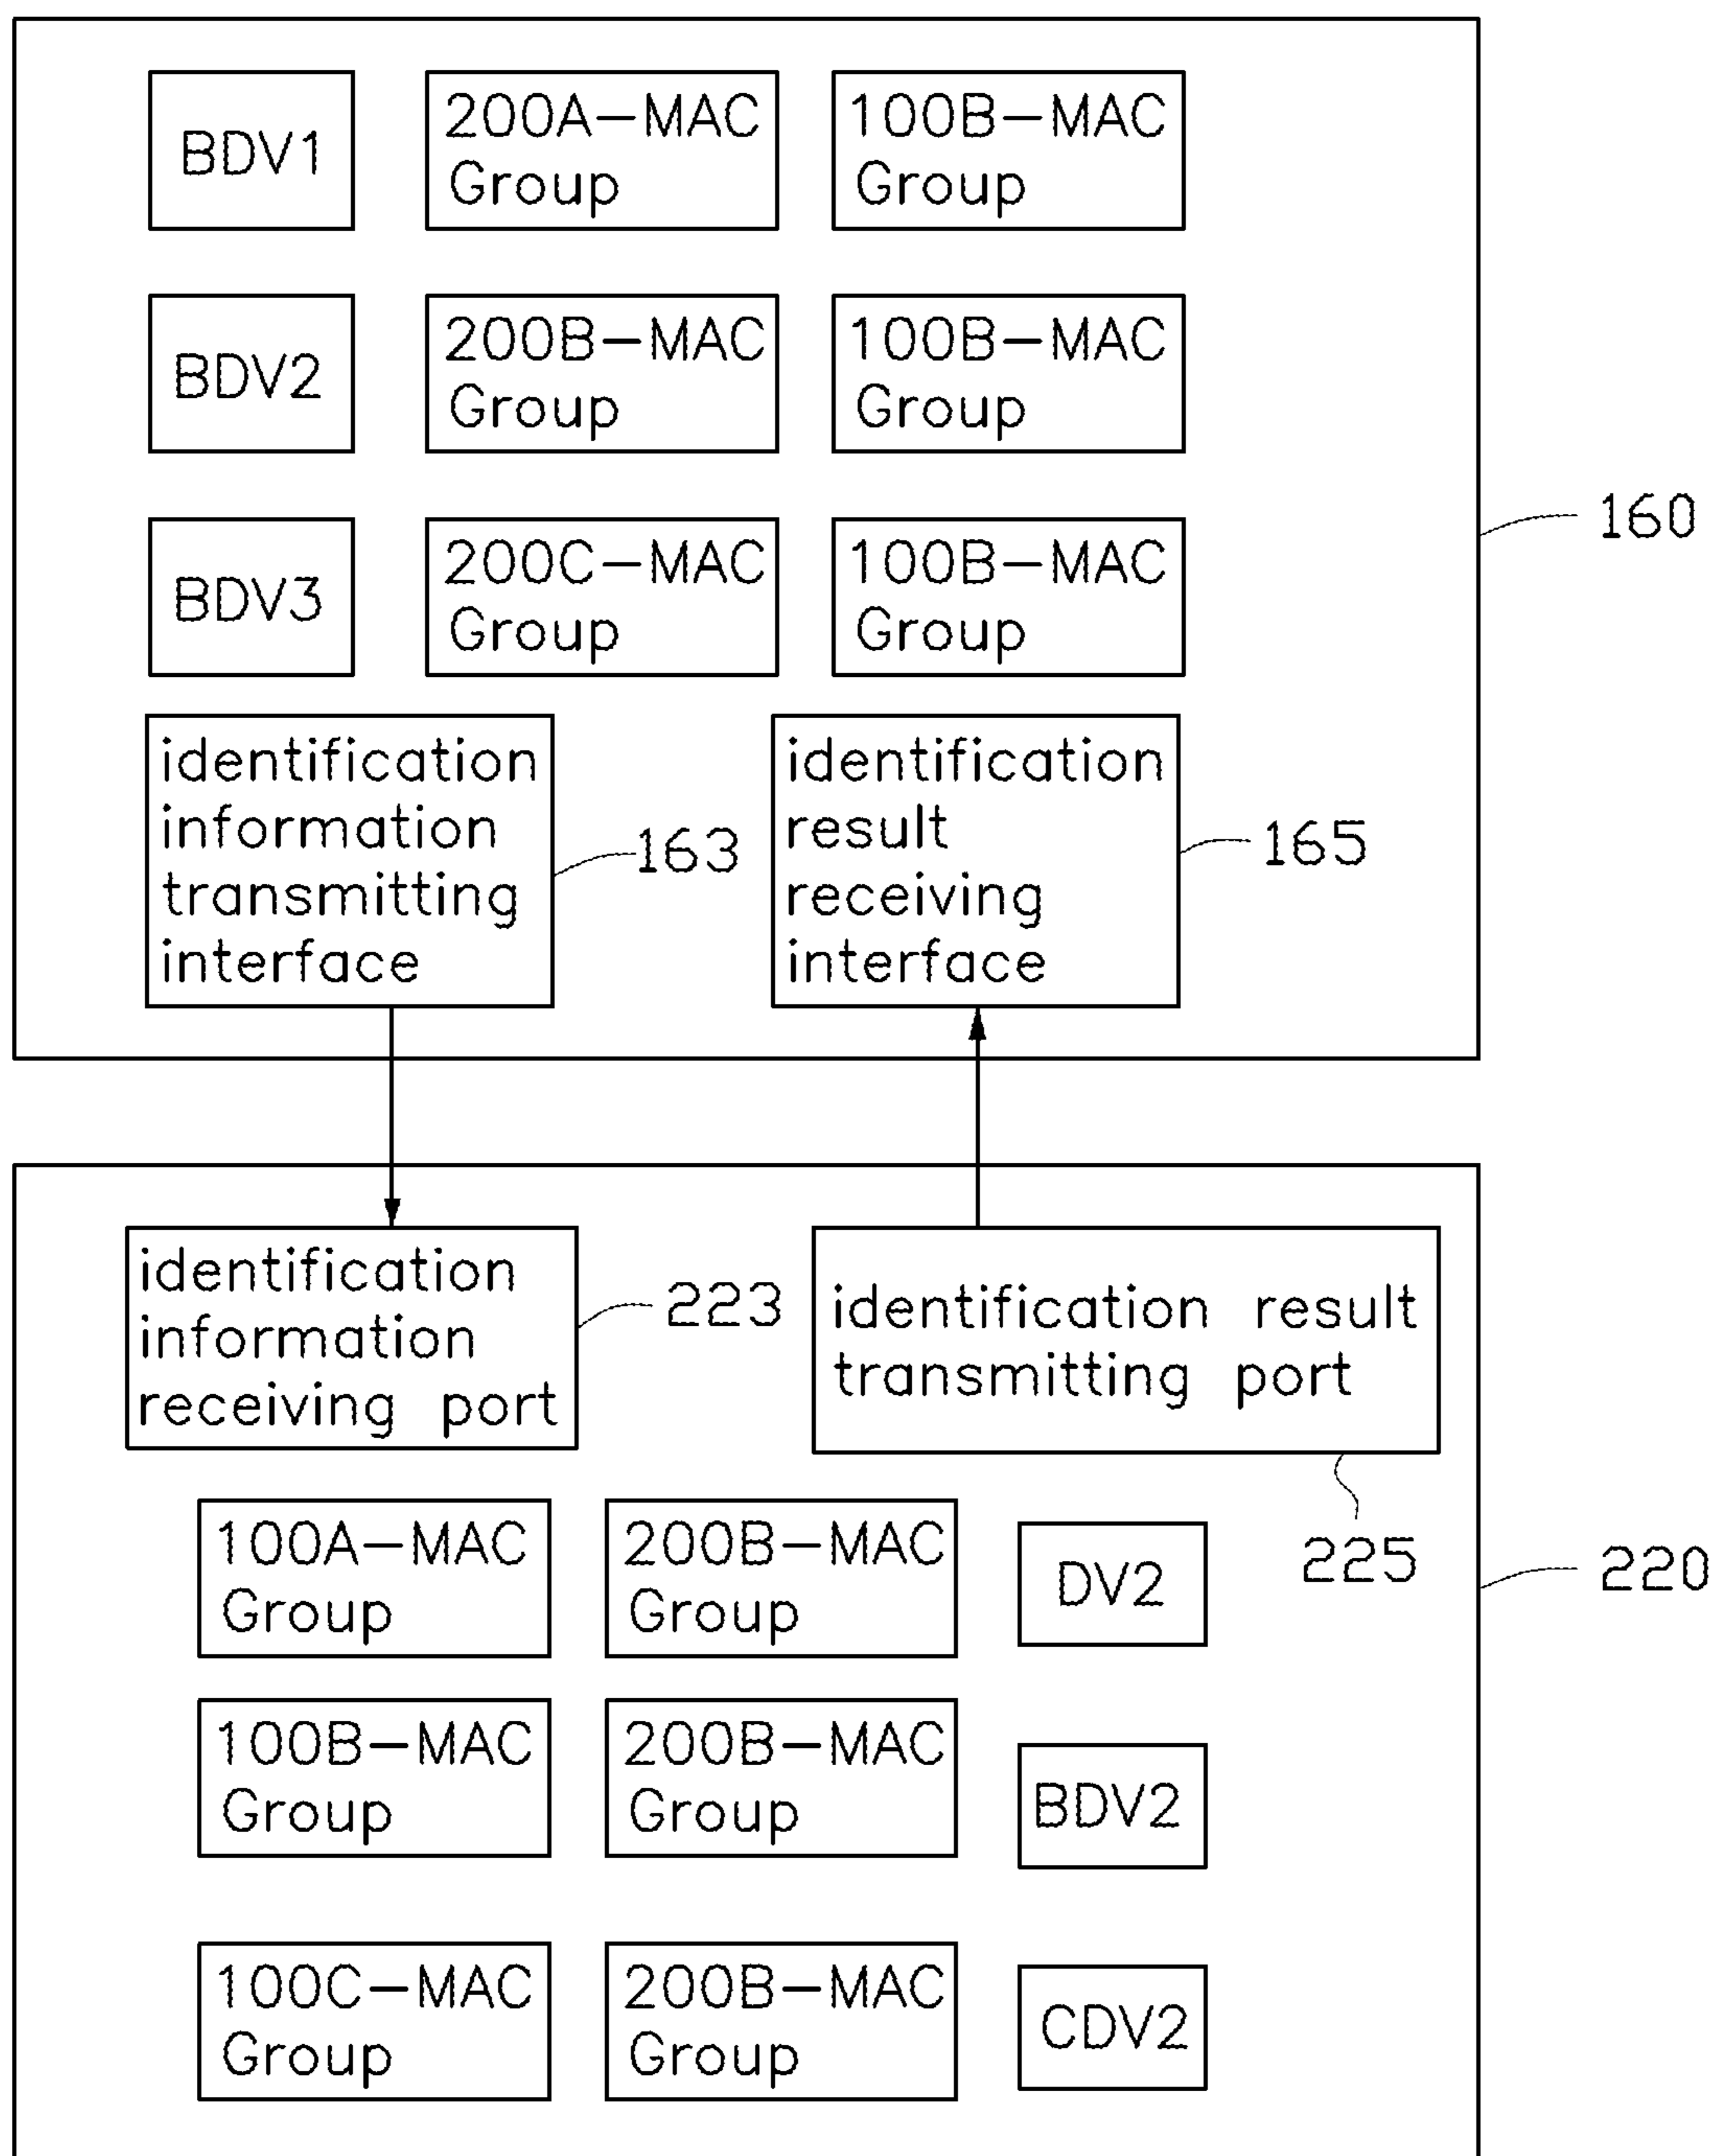 BDV1
200A-MAC
Group
100B-MAC
Group
BDV2
200B-MAC
Group
100B-MAC
Group
BDV3
200C-MAC
Group
100B-MAC
Group
160
identification
information
transmitting
interface
163
identification
result
receiving
interface
165
identification
information
receiving port
223
identification result
transmitting port
225
220
100A-MAC
Group
200B-MAC
Group
DV2
100B-MAC
Group
200B-MAC
Group
BDV2
100C-MAC
Group
200B-MAC
Group
CDV2